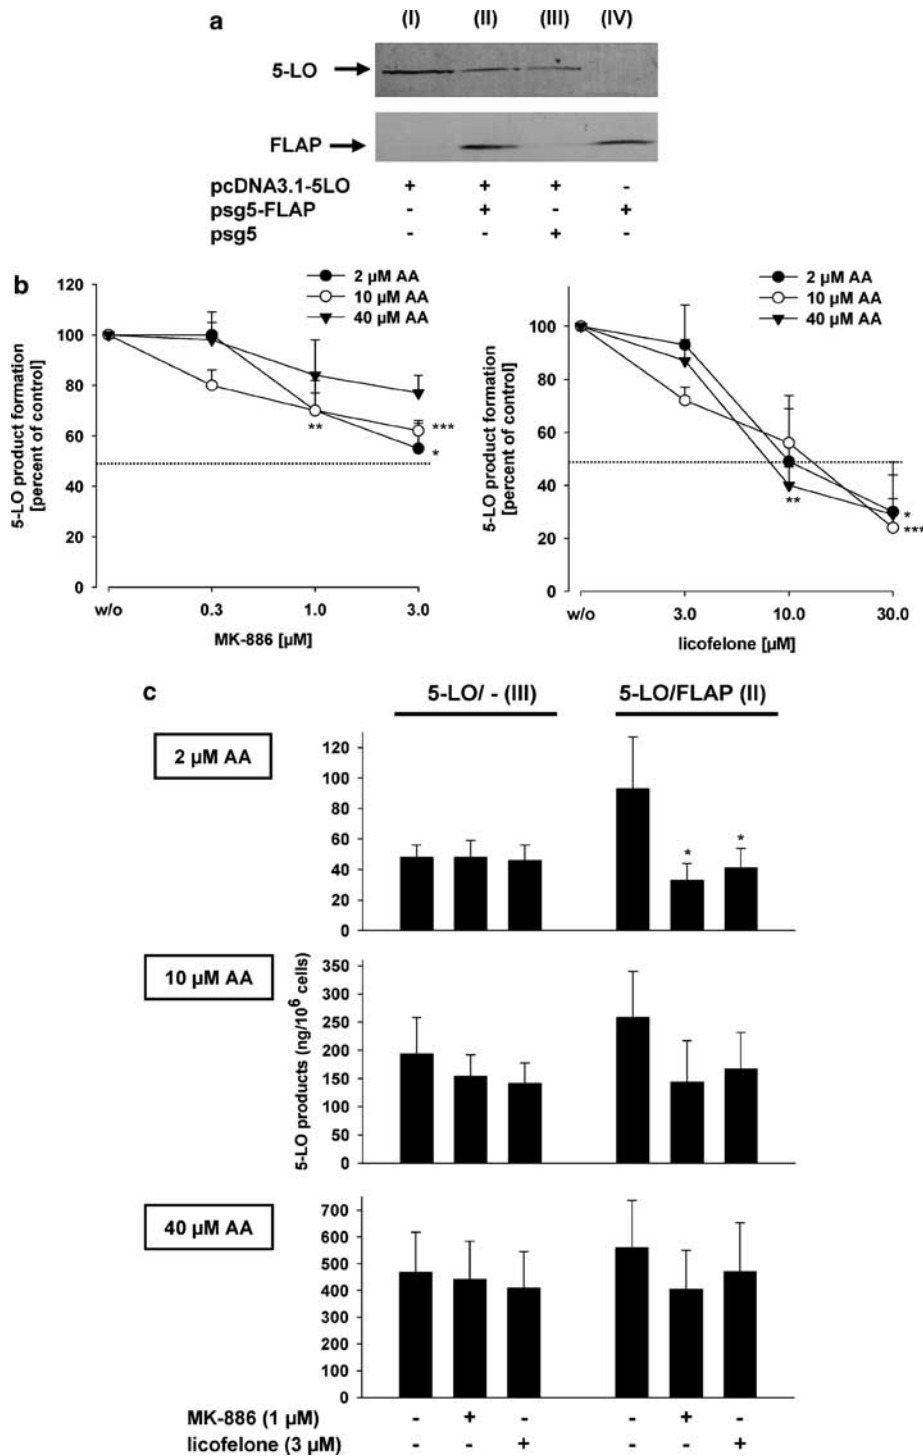 a
(I) (II) (III) (IV)
5-LO
FLAP
pcDNA3.1-5LO + + + -
psg5-FLAP - + - +
psg5 - - + -
b
2 µM AA
10 µM AA
40 µM AA
5-LO product formation
[percent of control]
120
100
80
60
40
20
0
**
***
*
w/o 0.3 1.0 3.0
MK-886 [µM]
2 µM AA
10 µM AA
40 µM AA
5-LO product formation
[percent of control]
100
80
60
40
20
0
**
*
***
w/o 3.0 10.0 30.0
licofelone [µM]
c
5-LO/ - (III) 5-LO/FLAP (II)
2 µM AA
120
100
80
60
40
20
0
* *
10 µM AA
5-LO products (ng/10⁶ cells)
350
300
250
200
150
100
50
0
40 µM AA
700
600
500
400
300
200
100
0
MK-886 (1 µM) - + - - + -
licofelone (3 µM) - - + - - +